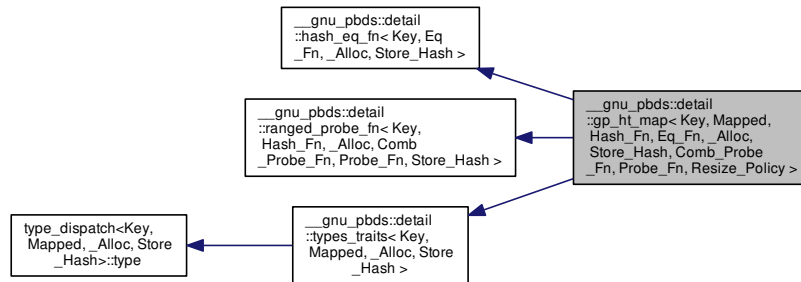 __gnu_pbds::detail
::hash_eq_fn< Key, Eq
_Fn, _Alloc, Store_Hash >
__gnu_pbds::detail
::ranged_probe_fn< Key,
Hash_Fn, _Alloc, Comb
_Probe_Fn, Probe_Fn, Store_Hash >
__gnu_pbds::detail
::gp_ht_map< Key, Mapped,
Hash_Fn, Eq_Fn, _Alloc,
Store_Hash, Comb_Probe
_Fn, Probe_Fn, Resize_Policy >
type_dispatch<Key,
Mapped, _Alloc, Store
_Hash>::type
__gnu_pbds::detail
::types_traits< Key,
Mapped, _Alloc, Store
_Hash >